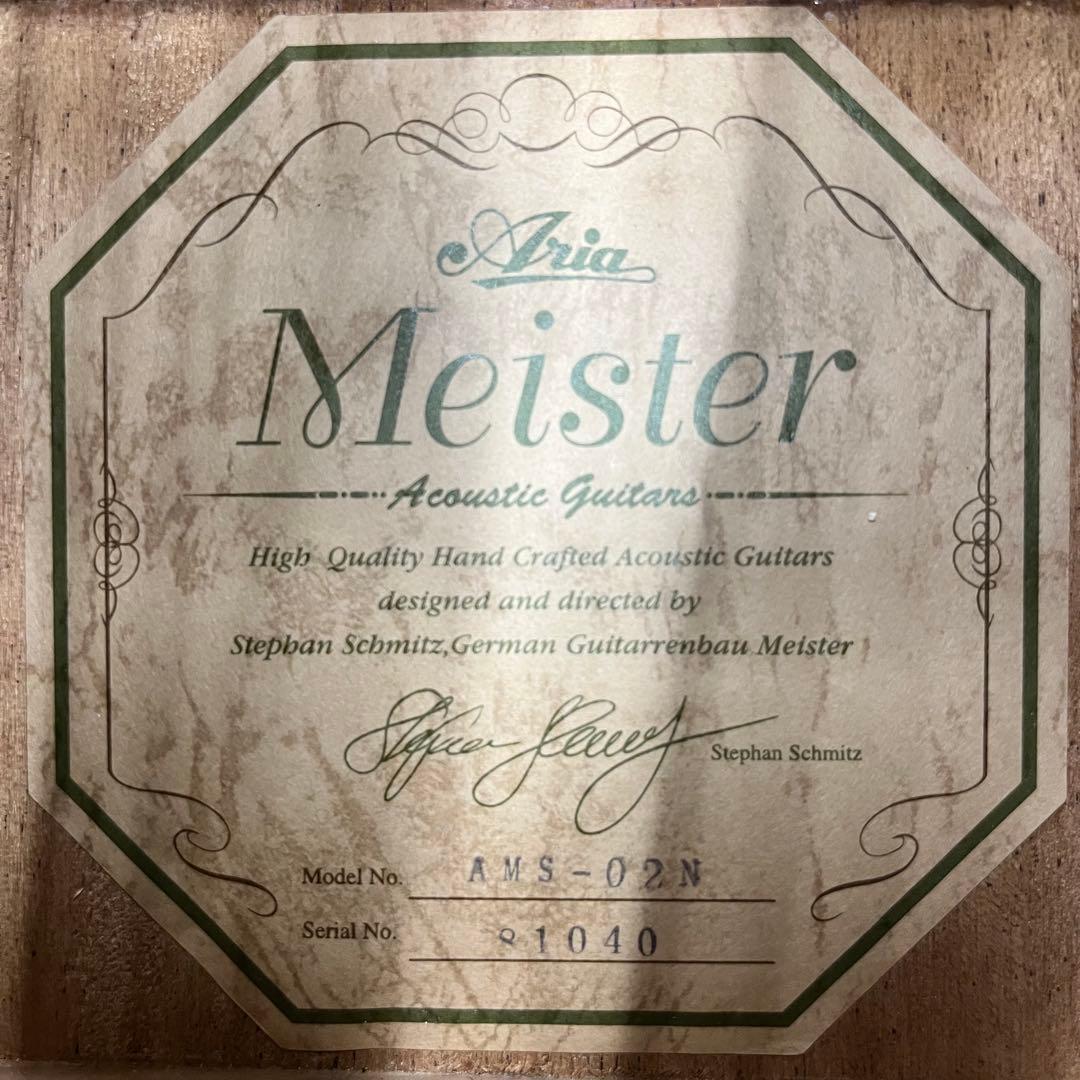 Aria
Meister
Acoustic Guitars
High Quality Hand Crafted Acoustic Guitars
designed and directed by
Stephan Schmitz,German Guitarrenbau Meister
Stephan Schmitz
Model No. AMS-02N
Serial No.